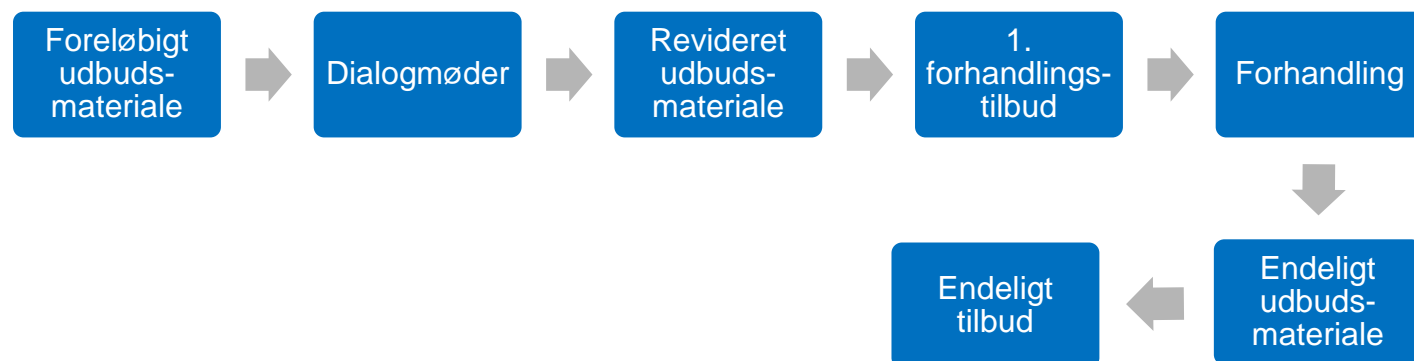 Foreløbigt
udbuds-
materiale
Dialogmøder
Revideret
udbuds-
materiale
1.
forhandlings-
tilbud
Forhandling
Endeligt
udbuds-
materiale
Endeligt
tilbud